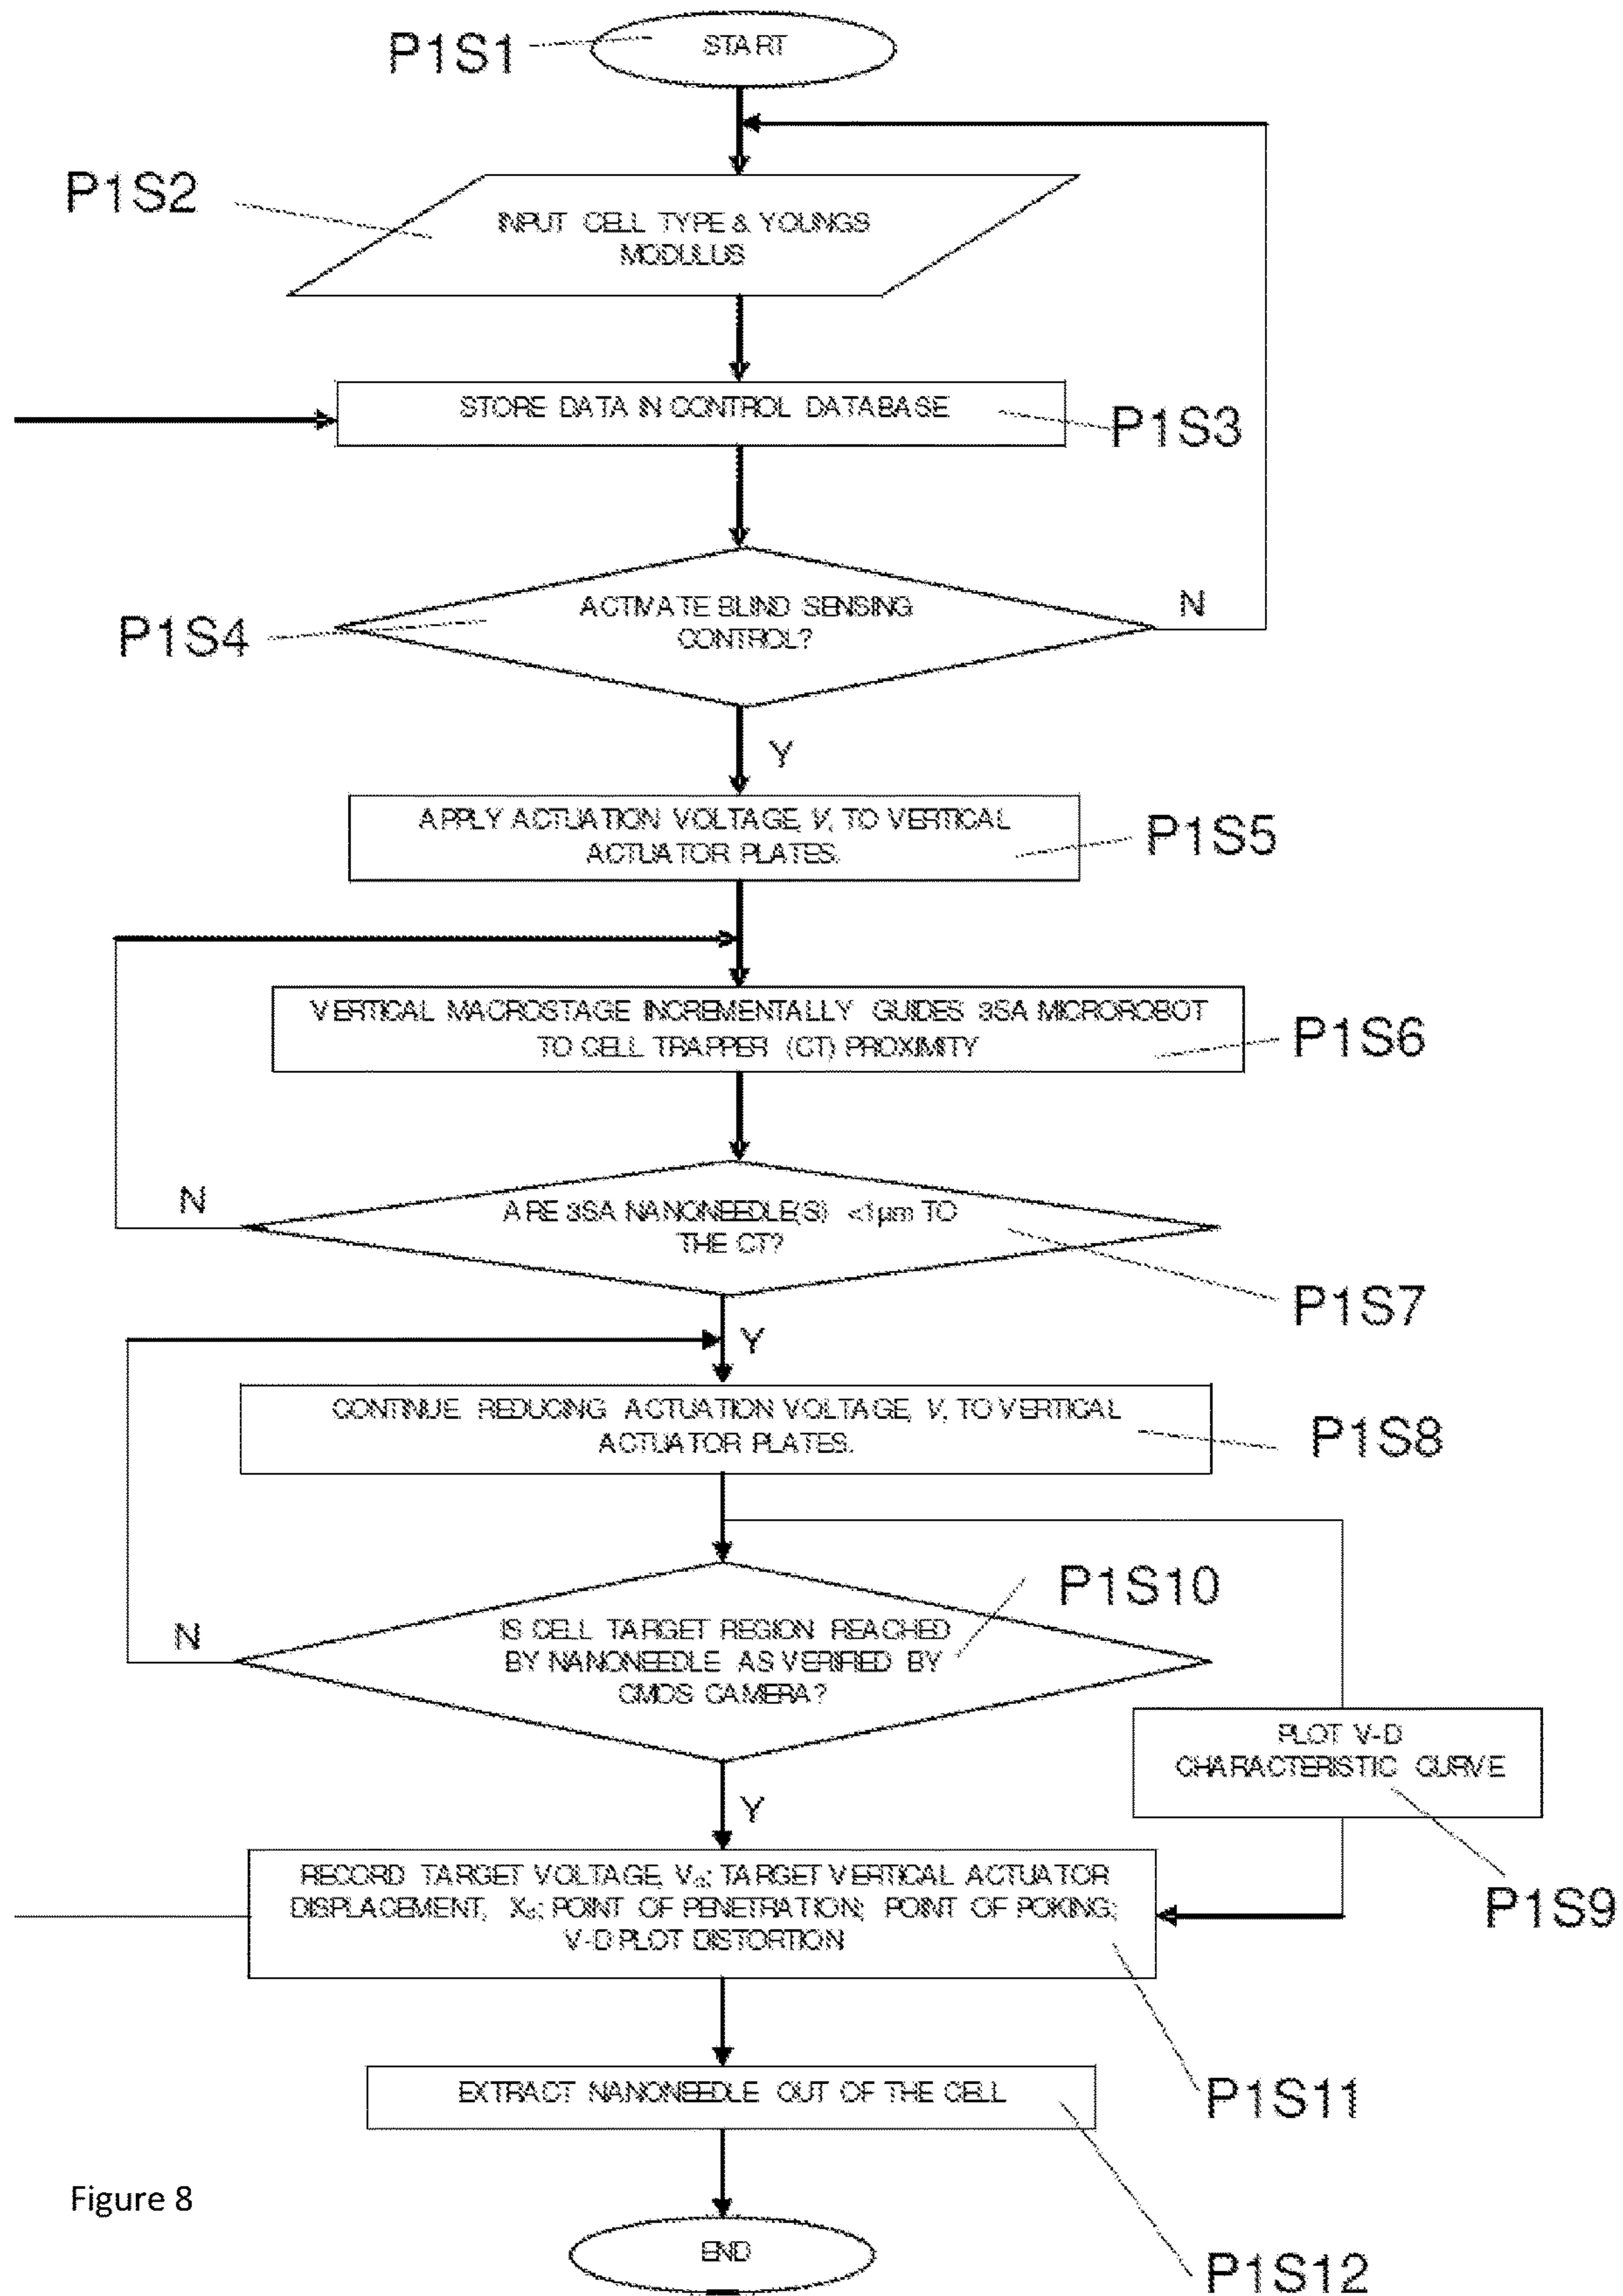 P1S1
START
P1S2
INPUT CELL TYPE & YOUNGS
MODULUS
STORE DATA IN CONTROL DATABASE
P1S3
ACTIVATE BLIND SENSING
CONTROL?
N
P1S4
Y
APPLY ACTUATION VOLTAGE, V, TO VERTICAL
ACTUATOR PLATES.
P1S5
VERTICAL MACROSTAGE INCREMENTALLY GUIDES 3SA MICROROBOT
TO CELL TRAPPER (CT) PROXIMITY
P1S6
N
ARE 3SA NANONEEDLE(S) <1µm TO
THE CT?
P1S7
Y
CONTINUE REDUCING ACTUATION VOLTAGE, V, TO VERTICAL
ACTUATOR PLATES.
P1S8
P1S10
N
IS CELL TARGET REGION REACHED
BY NANONEEDLE AS VERIFIED BY
CMOS CAMERA?
PLOT V-D
CHARACTERISTIC CURVE
Y
RECORD TARGET VOLTAGE, Vd; TARGET VERTICAL ACTUATOR
DISPLACEMENT, Xd; POINT OF PENETRATION; POINT OF POKING;
V-D PLOT DISTORTION
P1S9
EXTRACT NANONEEDLE OUT OF THE CELL
P1S11
Figure 8
END
P1S12